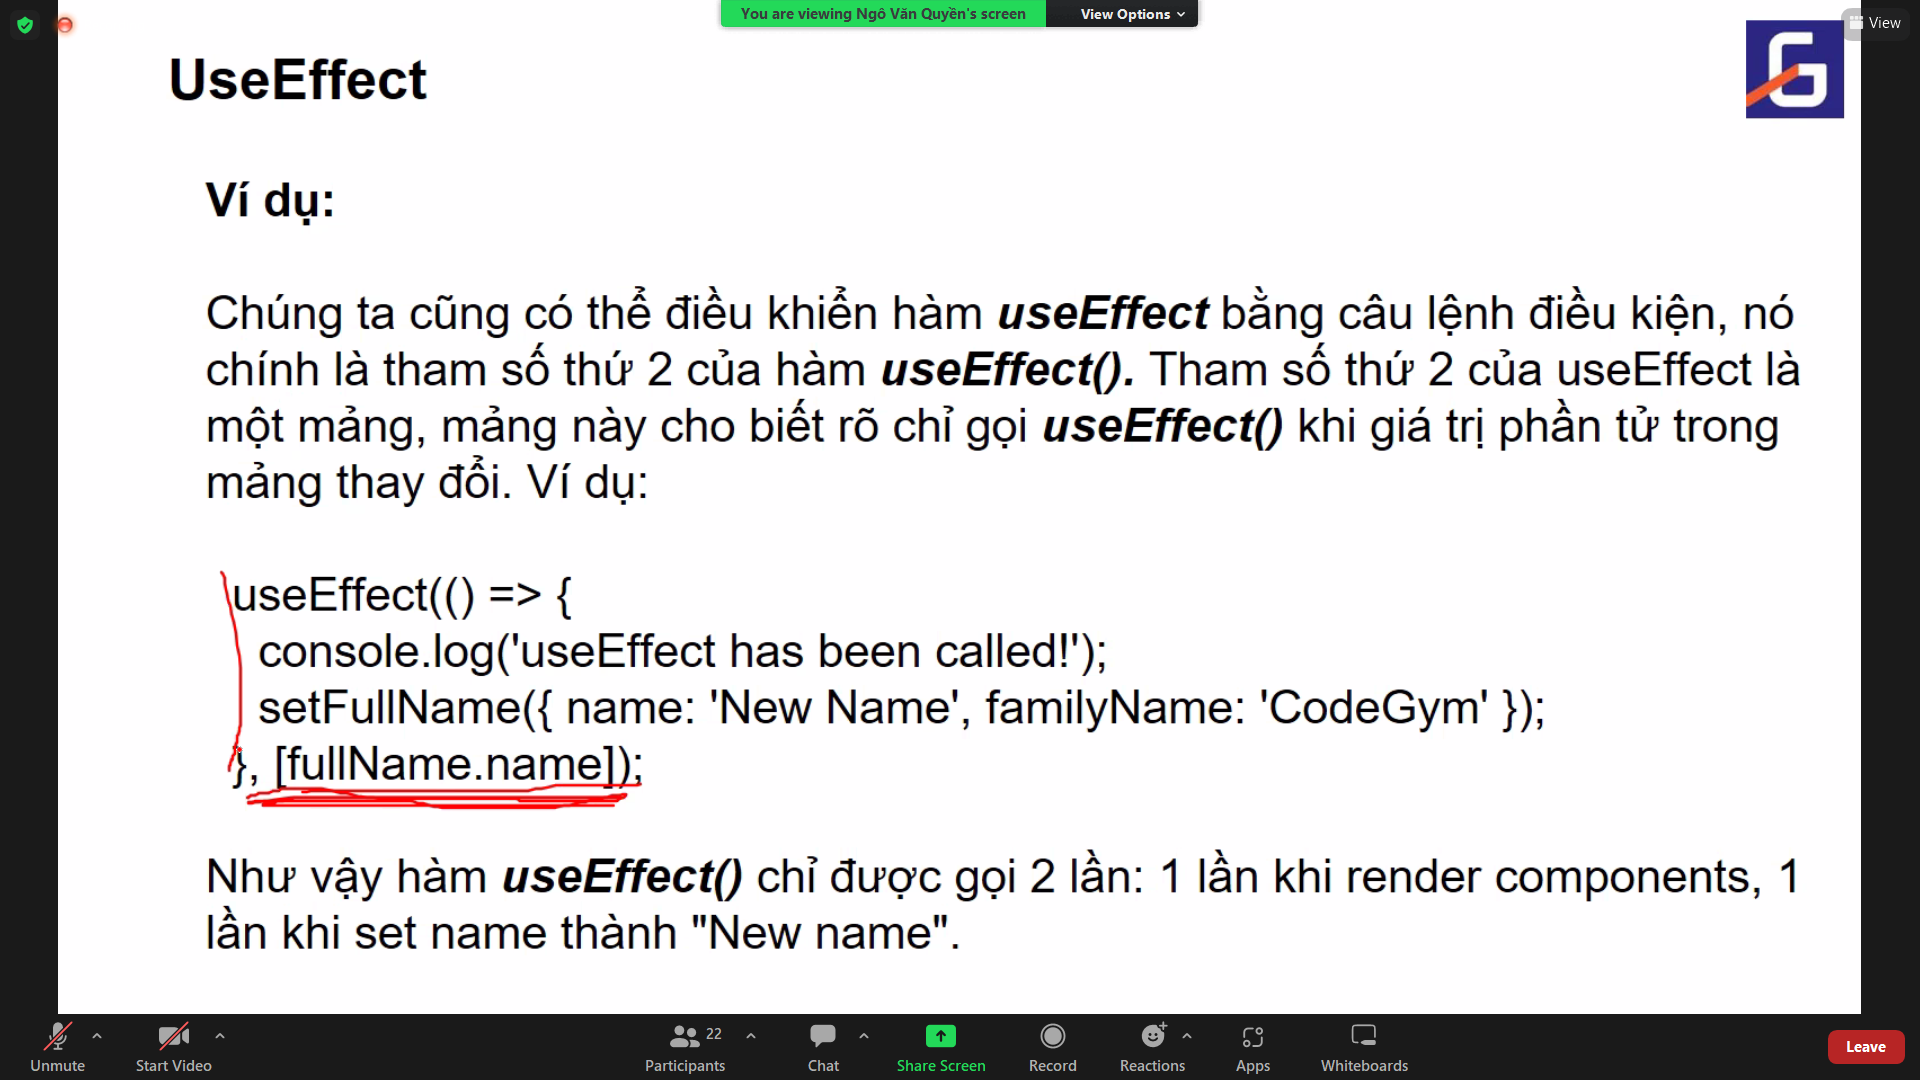 You are viewing Ngô Văn Quyền's screen
View Options
View
UseEffect
G
Ví dụ:
Chúng ta cũng có thể điều khiển hàm useEffect bằng câu lệnh điều kiện, nó
chính là tham số thứ 2 của hàm useEffect(). Tham số thứ 2 của useEffect là
một mảng, mảng này cho biết rõ chỉ gọi useEffect() khi giá trị phần tử trong
mảng thay đổi. Ví dụ:
useEffect(() => {
console.log('useEffect has been called!');
setFullName({ name: 'New Name', familyName: 'CodeGym' });
}, [fullName.name]);
Như vậy hàm useEffect() chỉ được gọi 2 lần: 1 lần khi render components, 1
lần khi set name thành "New name".
Unmute
Start Video
22
Participants
Chat
Share Screen
Record
Reactions
Apps
Whiteboards
Leave